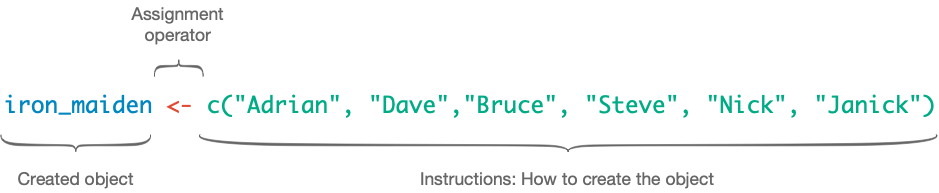 Assignment
operator
iron_maiden <- c("Adrian", "Dave","Bruce", "Steve", "Nick", "Janick")
Created object
Instructions: How to create the object